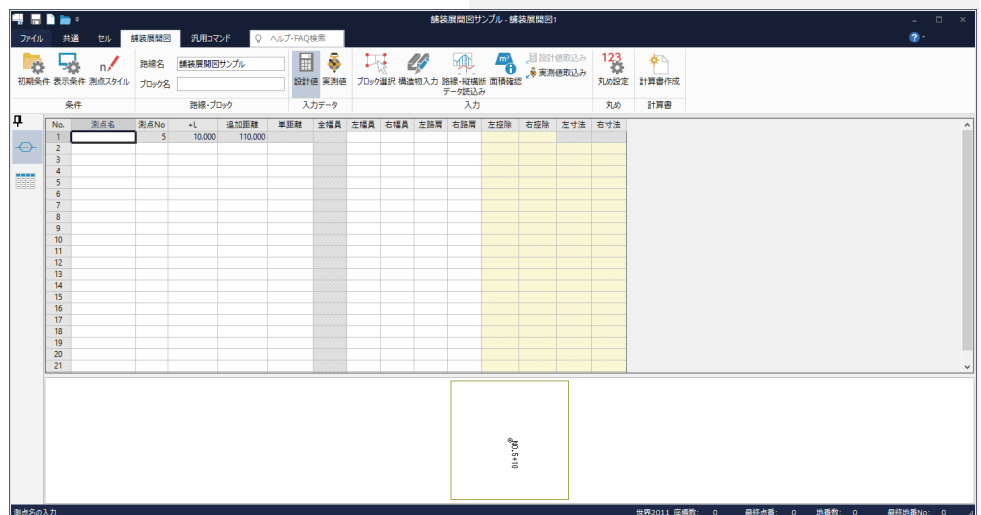 舗装展開図サンプル - 舗装展開図1
ファイル 共通 セル 舗装展開図 汎用コマンド ヘルプ・FAQ検索
路線名 舗装展開図サンプル
ブロック名
初期条件 表示条件 測点スタイル
設計値 実測値
ブロック選択 構造物入力 路線・縦横断データ読込み 面積確認
設計値取込み
実測値取込み
123
丸め設定 計算書作成
条件 路線・ブロック 入力データ 入力 丸め 計算書
No. 測点名 測点No +L 追加距離 単距離 全幅員 左幅員 右幅員 左路肩 右路肩 左控除 右控除 左寸法 右寸法
1 5 10.000 110.000
2
3
4
5
6
7
8
9
10
11
12
13
14
15
16
17
18
19
20
21
NO.5+10
測点名の入力 世界2011 座標数: 0 最終点番: 0 地番数: 0 最終地番No: 0